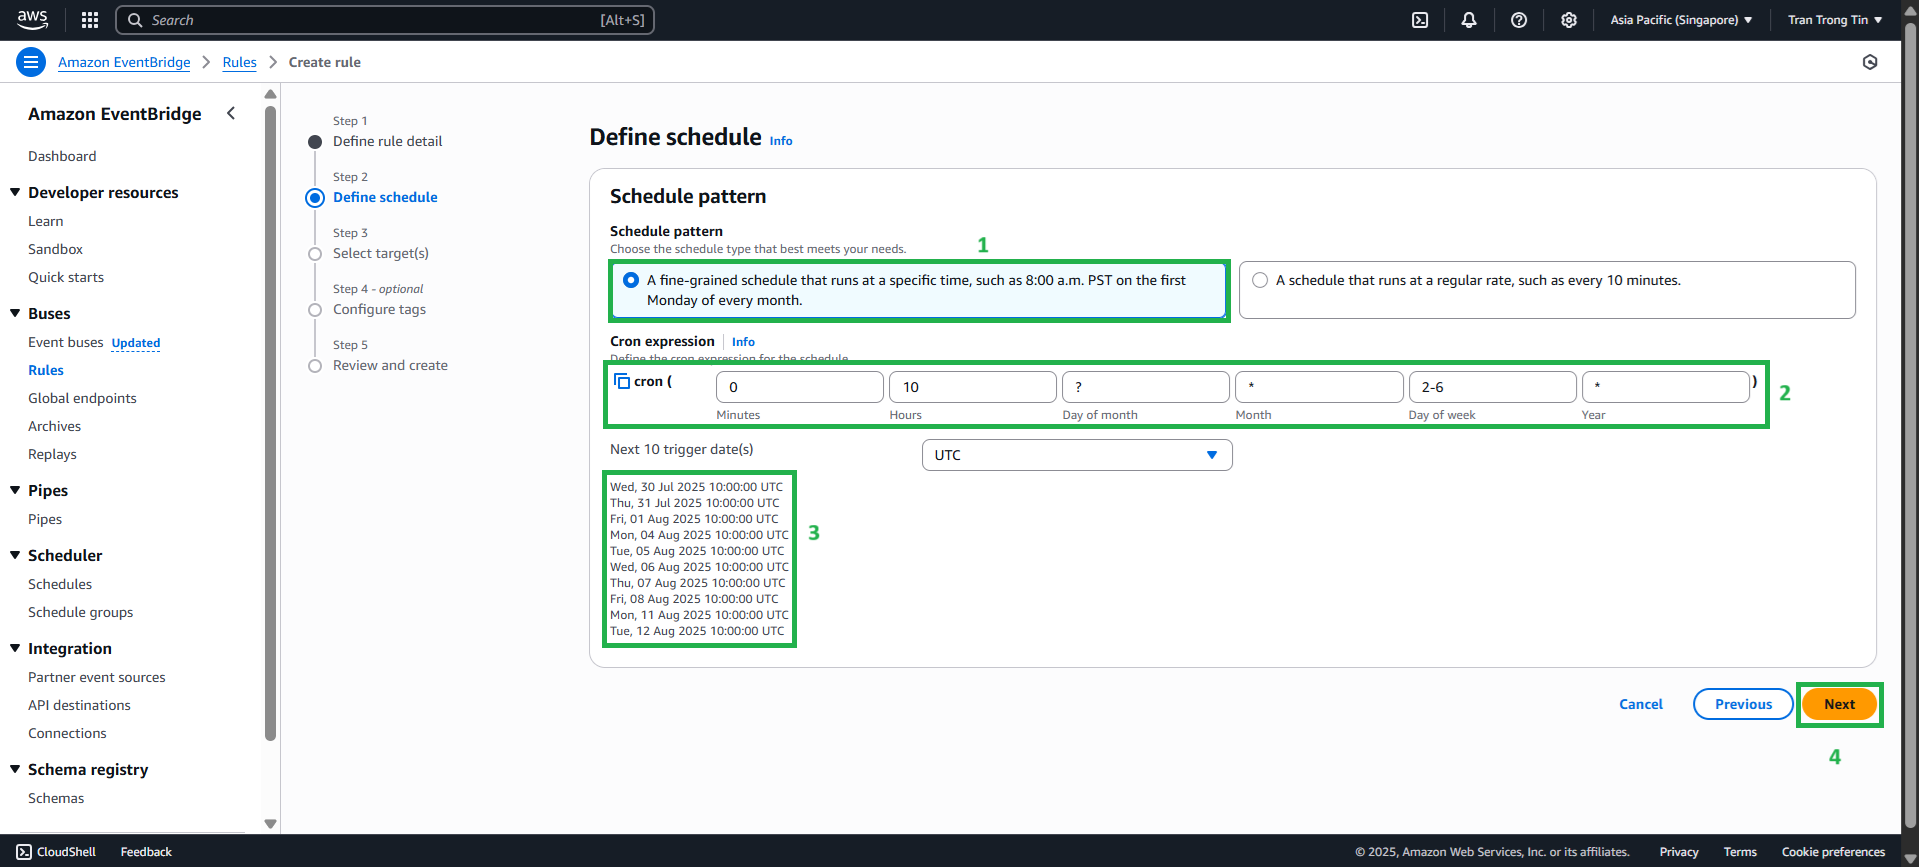 aws
Search [Alt+S]
Asia Pacific (Singapore)
Tran Trong Tin
Amazon EventBridge
Rules
Create rule
Amazon EventBridge
Dashboard
Developer resources
Learn
Sandbox
Quick starts
Buses
Event buses Updated
Rules
Global endpoints
Archives
Replays
Pipes
Pipes
Scheduler
Schedules
Schedule groups
Integration
Partner event sources
API destinations
Connections
Schema registry
Schemas
Step 1
Define rule detail
Step 2
Define schedule
Step 3
Select target(s)
Step 4 - optional
Configure tags
Step 5
Review and create
Define schedule Info
Schedule pattern
Schedule pattern
Choose the schedule type that best meets your needs.
1
A fine-grained schedule that runs at a specific time, such as 8:00 a.m. PST on the first
Monday of every month.
A schedule that runs at a regular rate, such as every 10 minutes.
Cron expression Info
Define the cron expression for the schedule
cron ( 0 10 ? * 2-6 * )
Minutes Hours Day of month Month Day of week Year
2
Next 10 trigger date(s)
UTC
Wed, 30 Jul 2025 10:00:00 UTC
Thu, 31 Jul 2025 10:00:00 UTC
Fri, 01 Aug 2025 10:00:00 UTC
Mon, 04 Aug 2025 10:00:00 UTC
Tue, 05 Aug 2025 10:00:00 UTC
Wed, 06 Aug 2025 10:00:00 UTC
Thu, 07 Aug 2025 10:00:00 UTC
Fri, 08 Aug 2025 10:00:00 UTC
Mon, 11 Aug 2025 10:00:00 UTC
Tue, 12 Aug 2025 10:00:00 UTC
3
Cancel
Previous
Next
4
CloudShell
Feedback
© 2025, Amazon Web Services, Inc. or its affiliates.
Privacy
Terms
Cookie preferences